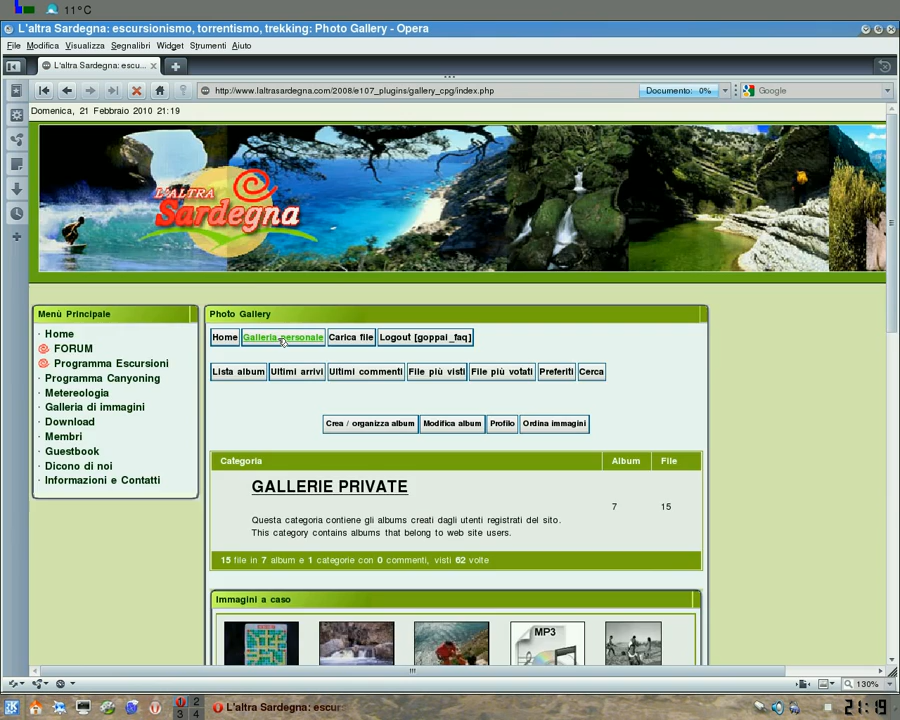 11°C
L'altra Sardegna: escursionismo, torrentismo, trekking: Photo Gallery - Opera
File Modifica Visualizza Segnalibri Widget Strumenti Aiuto
L'altra Sardegna: escu...
http://www.laltrasardegna.com/2008/e107_plugins/gallery_cpg/index.php
Documento: 0%
Google
Domenica, 21 Febbraio 2010 21:19
L'ALTRA
Sardegna
Menù Principale
Home
FORUM
Programma Escursioni
Programma Canyoning
Metereologia
Galleria di immagini
Download
Membri
Guestbook
Dicono di noi
Informazioni e Contatti
Photo Gallery
Home Galleria personale Carica file Logout [goppai_faq]
Lista album Ultimi arrivi Ultimi commenti File più visti File più votati Preferiti Cerca
Crea / organizza album Modifica album Profilo Ordina immagini
Categoria Album File
GALLERIE PRIVATE
7 15
Questa categoria contiene gli albums creati dagli utenti registrati del sito.
This category contains albums that belong to web site users.
15 file in 7 album e 1 categorie con 0 commenti, visti 62 volte
Immagini a caso
MP3
130%
1 2
3 4
L'altra Sardegna: escur
21:19